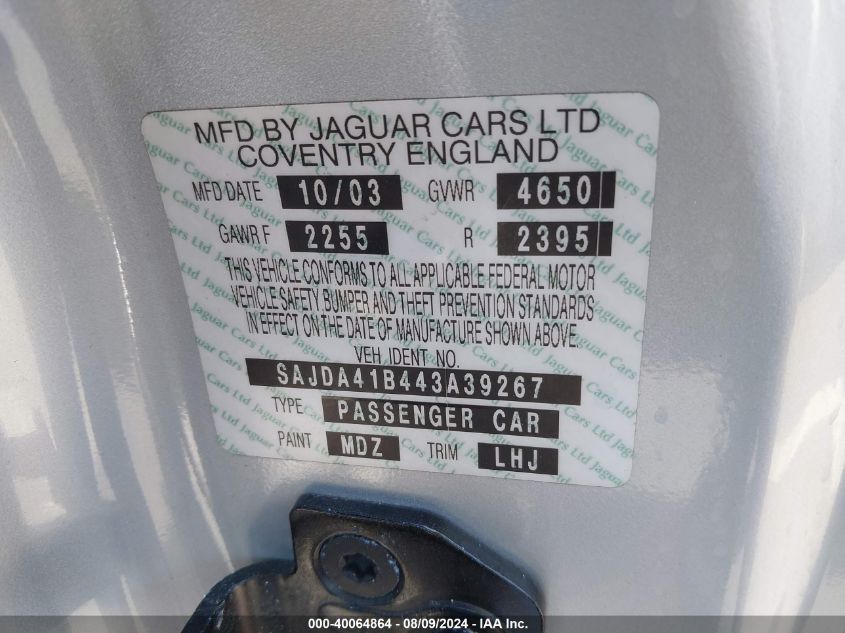 MFD BY JAGUAR CARS LTD
COVENTRY ENGLAND
MFD DATE 10/03 GVWR 4650
GAWR F 2255 R 2395
THIS VEHICLE CONFORMS TO ALL APPLICABLE FEDERAL MOTOR
VEHICLE SAFETY BUMPER AND THEFT PREVENTION STANDARDS
IN EFFECT ON THE DATE OF MANUFACTURE SHOWN ABOVE.
VEH IDENT NO.
SAJDA41B443A39267
TYPE PASSENGER CAR
PAINT MDZ TRIM LHJ
000-40064864 - 08/09/2024 - IAA Inc.